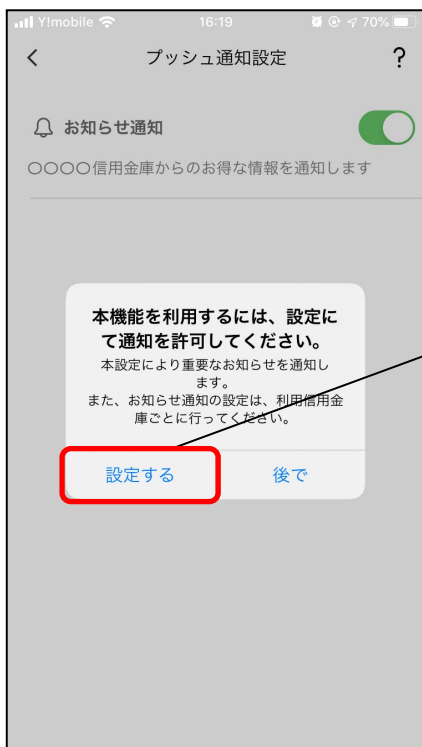 Y!mobile 16:19 70%
プッシュ通知設定 ?
お知らせ通知
〇〇〇〇信用金庫からのお得な情報を通知します
本機能を利用するには、設定に
て通知を許可してください。
本設定により重要なお知らせを通知し
ます。
また、お知らせ通知の設定は、利用信用金
庫ごとに行ってください。
設定する 後で